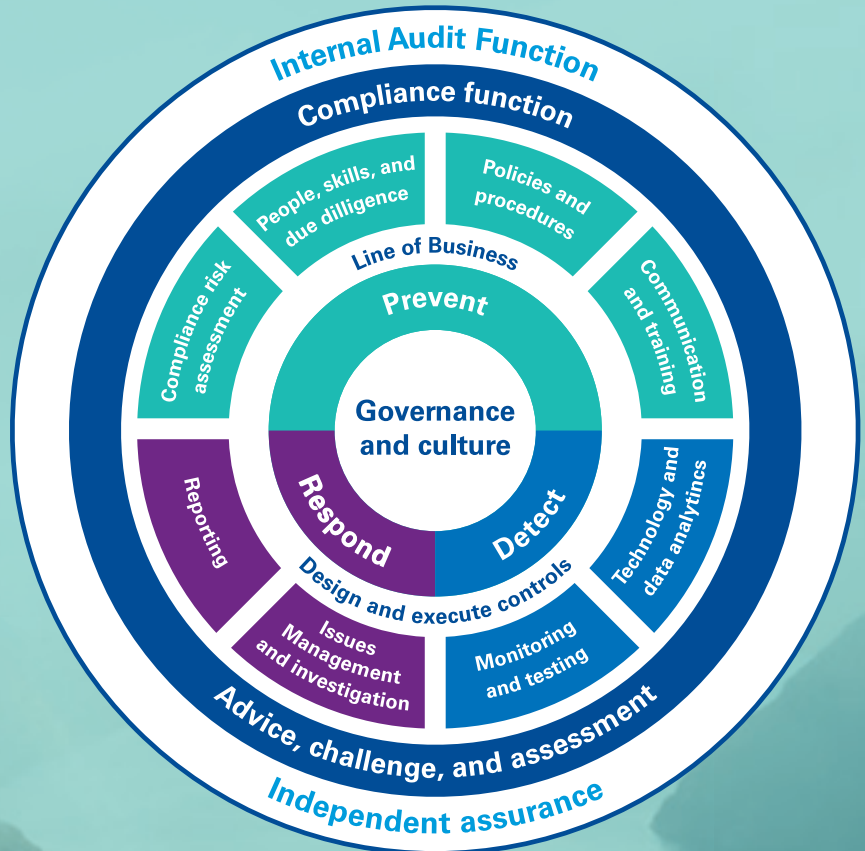 Internal Audit Function
Compliance function
People, skills, and
due dilligence
Policies and
procedures
Compliance risk
assessment
Line of Business
Communication
and training
Prevent
Governance
and culture
Respond
Detect
Reporting
Technology and
data analytincs
Design and execute controls
Issues
Management
and investigation
Monitoring
and testing
Advice, challenge, and assessment
Independent assurance